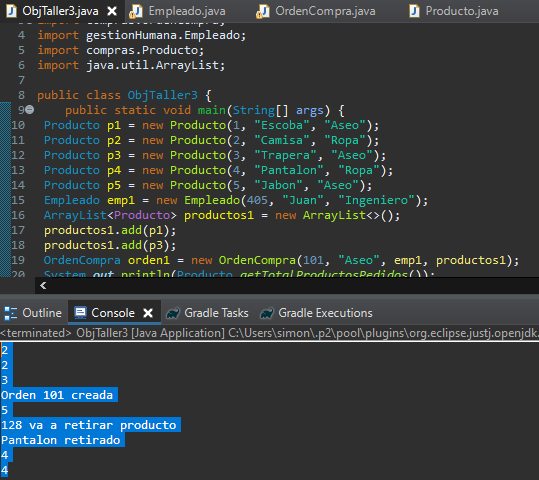 ObjTaller3.java
Empleado.java
OrdenCompra.java
Producto.java
4 import gestionHumana.Empleado;
5 import compras.Producto;
6 import java.util.ArrayList;
7
8 public class ObjTaller3 {
9 public static void main(String[] args) {
10 Producto p1 = new Producto(1, "Escoba", "Aseo");
11 Producto p2 = new Producto(2, "Camisa", "Ropa");
12 Producto p3 = new Producto(3, "Trapera", "Aseo");
13 Producto p4 = new Producto(4, "Pantalon", "Ropa");
14 Producto p5 = new Producto(5, "Jabon", "Aseo");
15 Empleado emp1 = new Empleado(405, "Juan", "Ingeniero");
16 ArrayList<Producto> productos1 = new ArrayList<>();
17 productos1.add(p1);
18 productos1.add(p3);
19 OrdenCompra orden1 = new OrdenCompra(101, "Aseo", emp1, productos1);
20 System.out.println(Producto.getTotalProductosPedidos());
Outline
Console
Gradle Tasks
Gradle Executions
<terminated> ObjTaller3 [Java Application] C:\Users\simon\.p2\pool\plugins\org.eclipse.justj.openjdk.
2
2
3
Orden 101 creada
5
128 va a retirar producto
Pantalon retirado
4
4